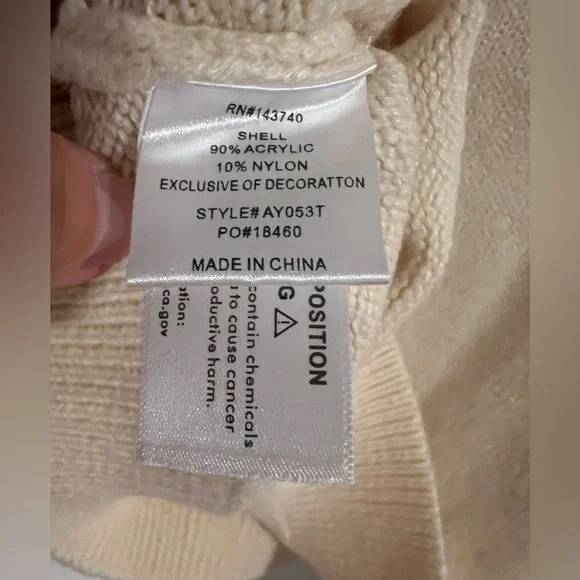 RN#143740
SHELL
90% ACRYLIC
10% NYLON
EXCLUSIVE OF DECORATTON
STYLE#AY053T
PO#18460
MADE IN CHINA
POSITION
G ⚠
contain chemicals
to cause cancer
oductive harm.
ation:
ca.gov